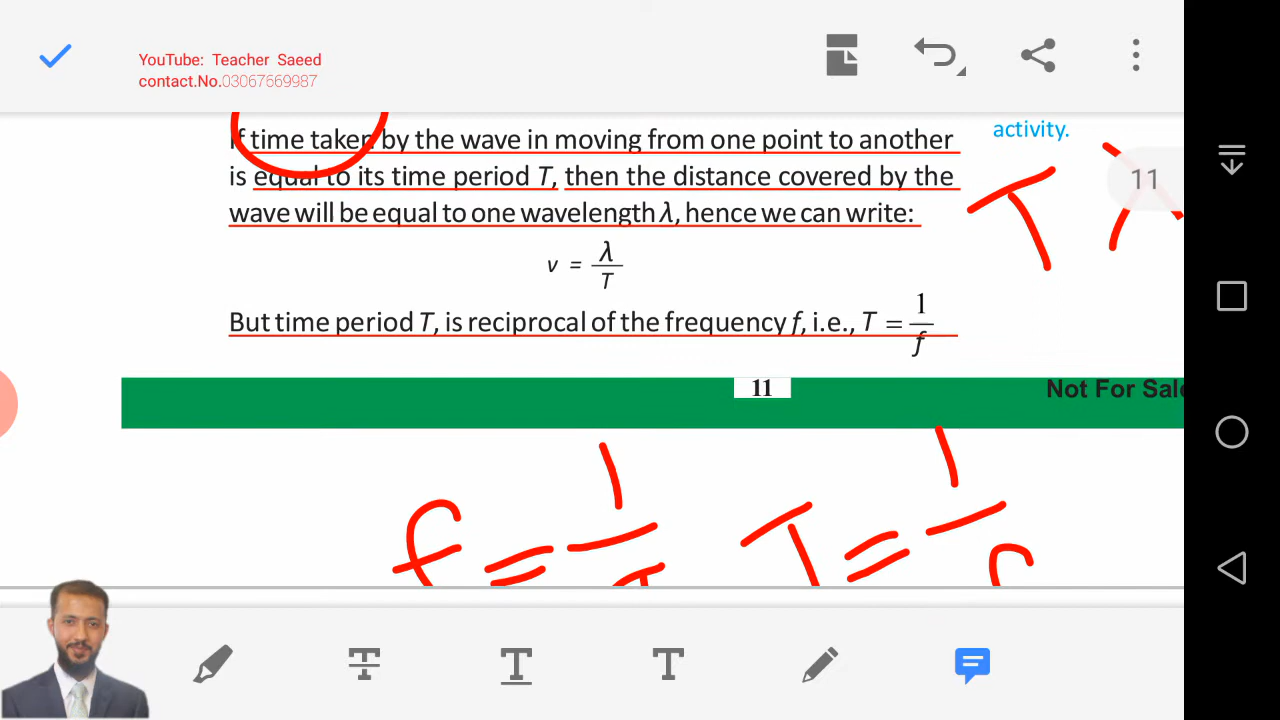 YouTube: Teacher Saeed
contact.No.03067669987
If time taken by the wave in moving from one point to another
is equal to its time period T, then the distance covered by the
wave will be equal to one wavelength λ, hence we can write:
v = λ/T
But time period T, is reciprocal of the frequency f, i.e., T = 1/f
activity.
11
T λ
11
Not For Sale
f = 1/T T = 1/f
T T T